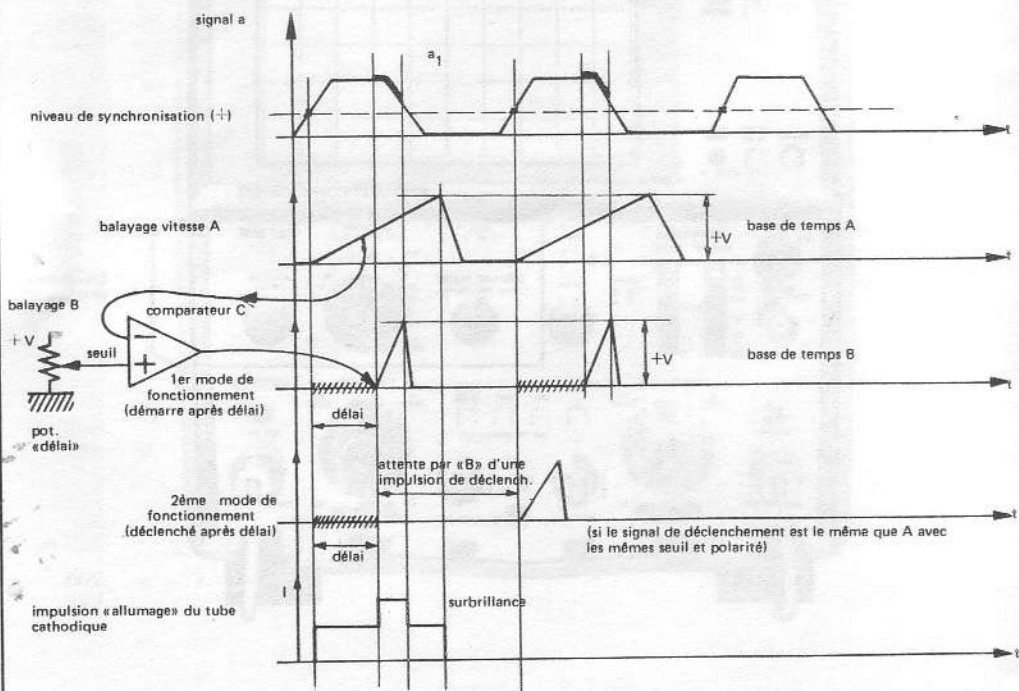 signal a
a1
niveau de synchronisation (+)
t
balayage vitesse A
+V
base de temps A
t
balayage B
comparateur C
+V
seuil
−
+
+V
base de temps B
1er mode de
fonctionnement
(démarre après délai)
délai
t
pot.
«délai»
attente par «B» d'une
impulsion de déclench.
2ème mode de
fonctionnement
(déclenché après délai)
délai
t
(si le signal de déclenchement est le même que A avec
les mêmes seuil et polarité)
I
surbrillance
impulsion «allumage» du tube
cathodique
t